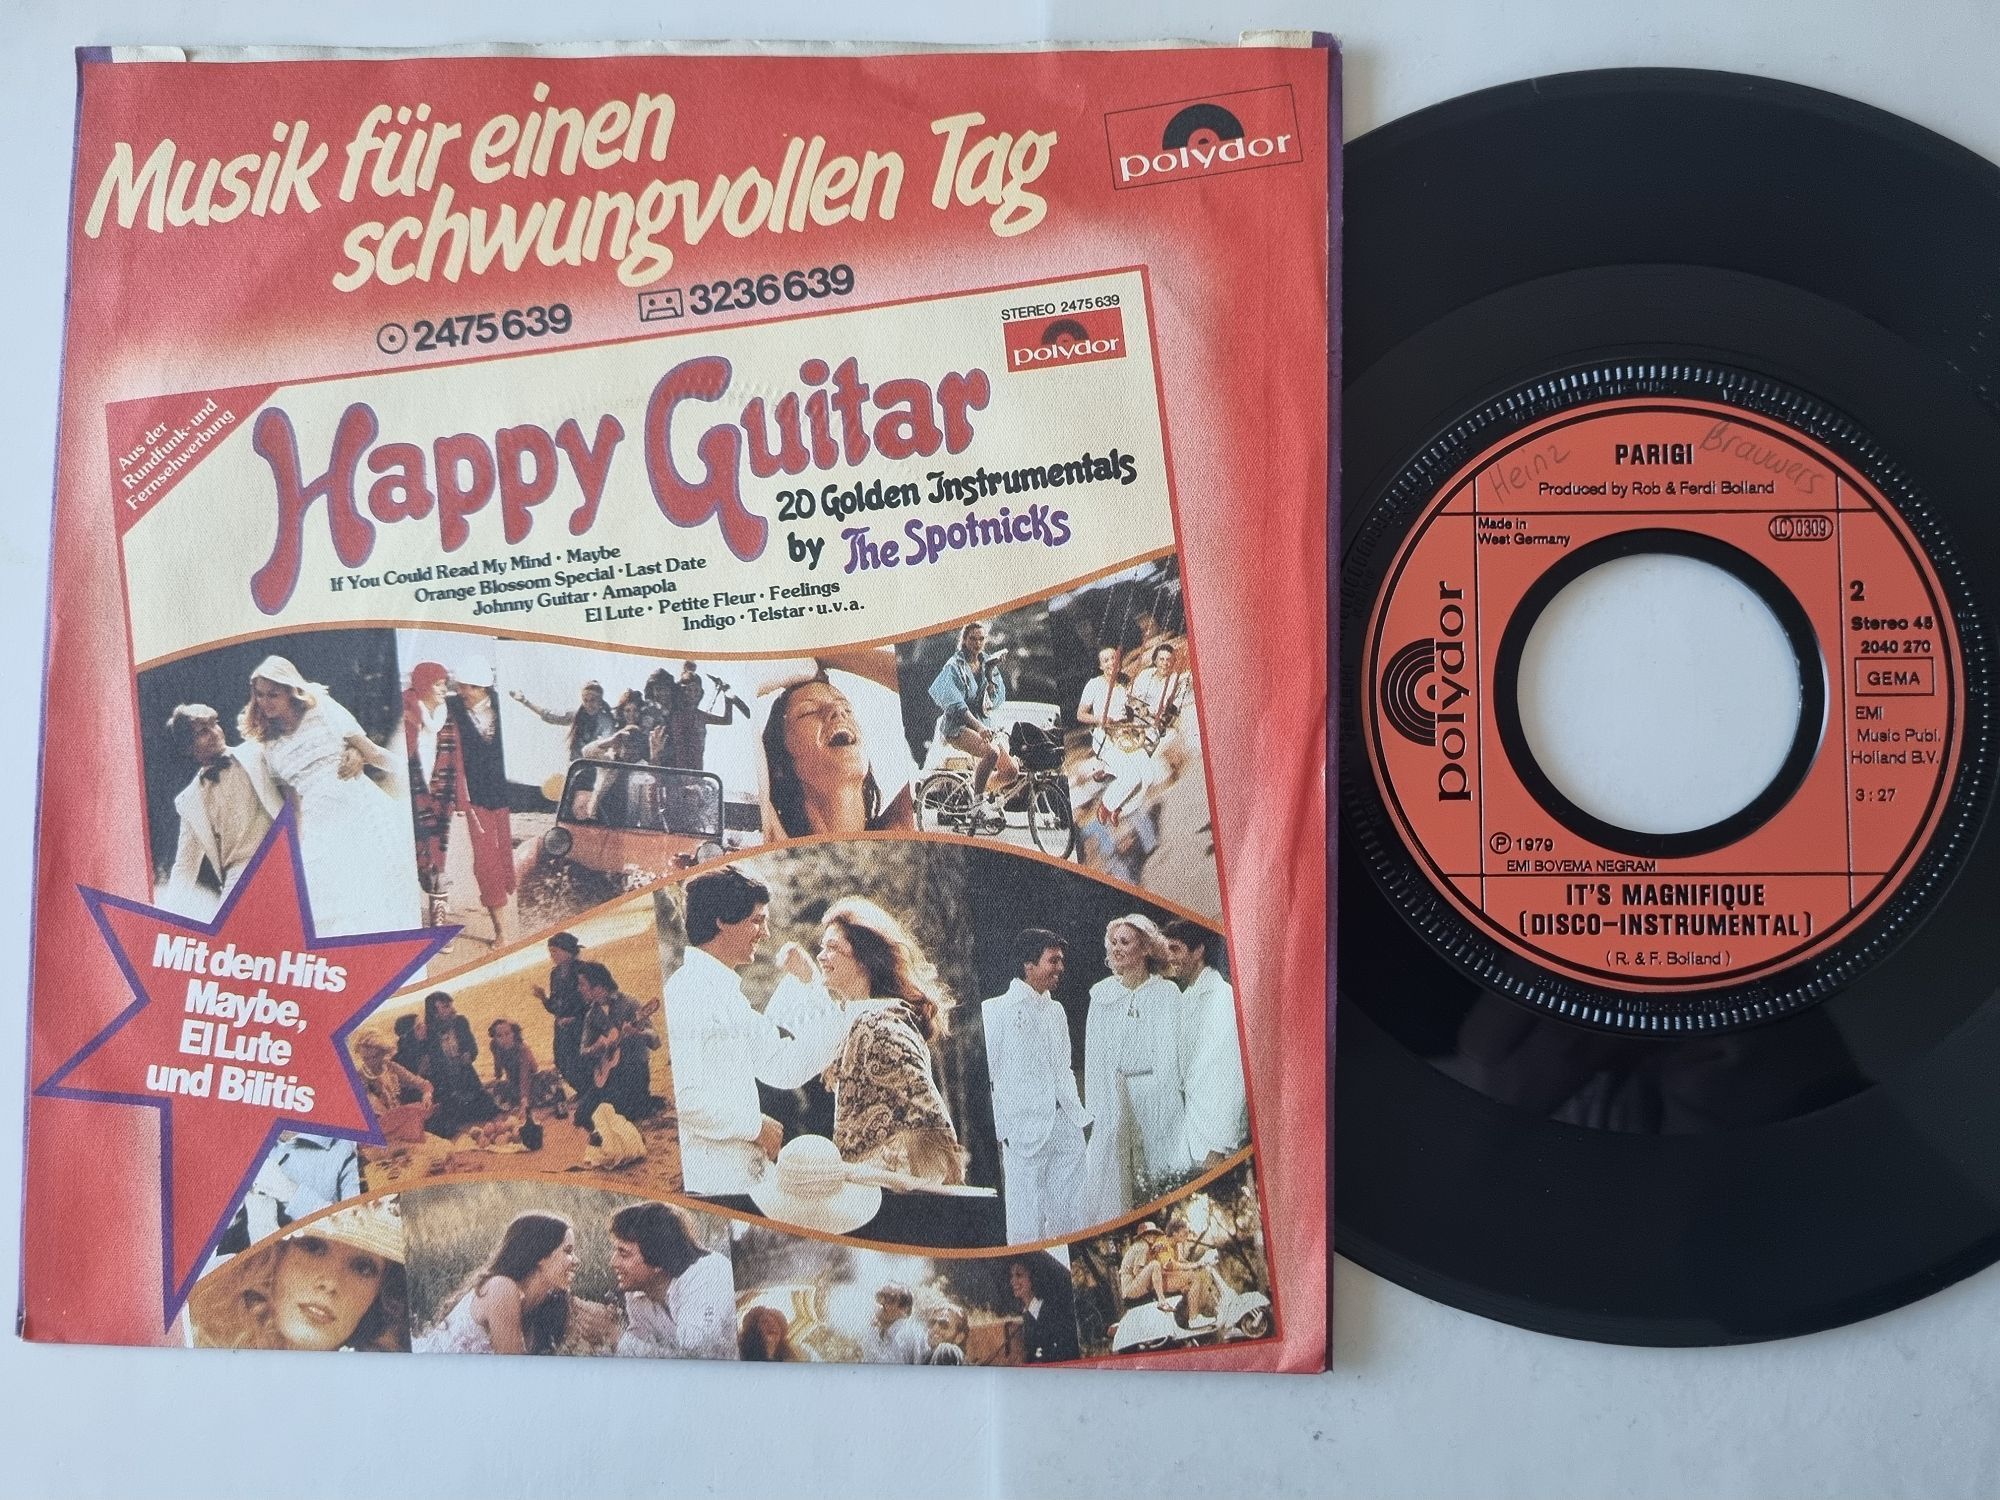 Musik für einen
schwungvollen Tag
polydor
2475 639
3236 639
STEREO 2475 639
polydor
Aus der
Rundfunk- und
Fernsehwerbung
Happy Guitar
20 Golden Instrumentals
by The Spotnicks
If You Could Read My Mind · Maybe
Orange Blossom Special · Last Date
Johnny Guitar · Amapola
El Lute · Petite Fleur · Feelings
Indigo · Telstar · u.v.a.
Mit den Hits
Maybe,
El Lute
und Bilitis
Heinz Brauwers
PARIGI
Produced by Rob & Ferdi Bolland
Made in
West Germany
LC 0309
polydor
2
Stereo 45
2040 270
GEMA
EMI
Music Publ.
Holland B.V.
3:27
Ⓟ 1979
EMI BOVEMA NEGRAM
IT'S MAGNIFIQUE
(DISCO-INSTRUMENTAL)
(R. & F. Bolland)